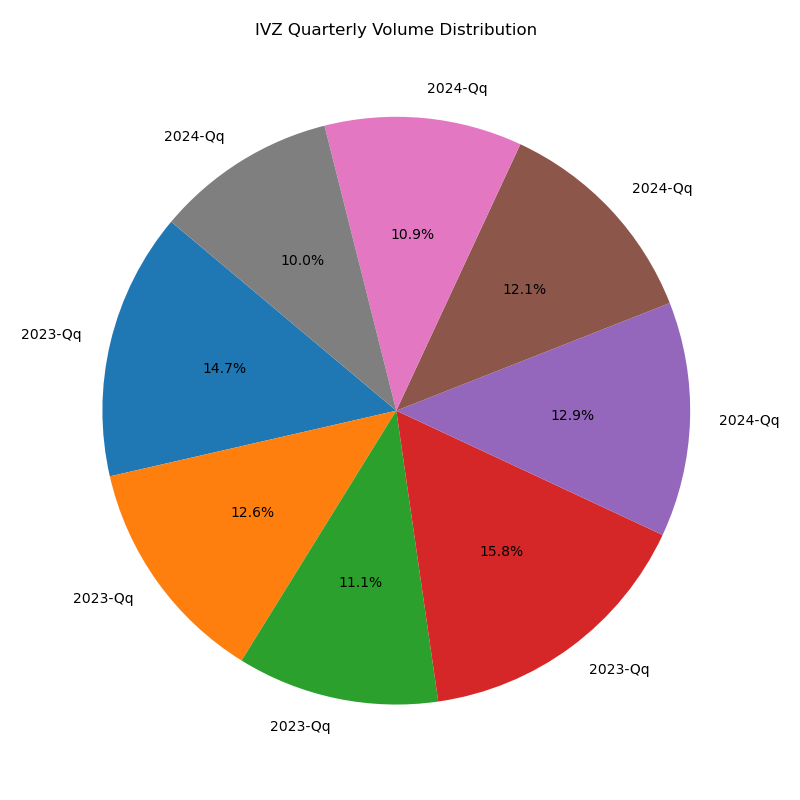 IVZ Quarterly Volume Distribution
2024-Qq
2024-Qq
2024-Qq
10.9%
10.0%
12.1%
2023-Qq
14.7%
12.9%
2024-Qq
12.6%
15.8%
11.1%
2023-Qq
2023-Qq
2023-Qq